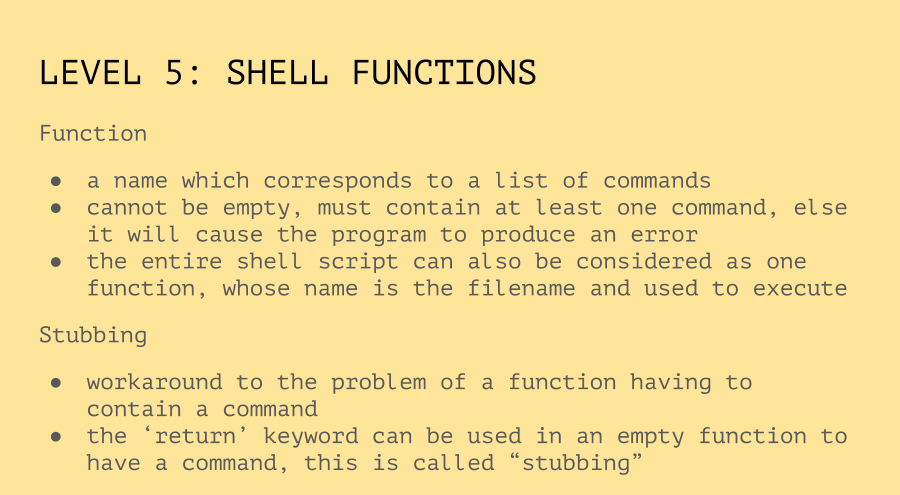 LEVEL 5: SHELL FUNCTIONS
Function
● a name which corresponds to a list of commands
● cannot be empty, must contain at least one command, else
it will cause the program to produce an error
● the entire shell script can also be considered as one
function, whose name is the filename and used to execute
Stubbing
● workaround to the problem of a function having to
contain a command
● the ‘return’ keyword can be used in an empty function to
have a command, this is called “stubbing”